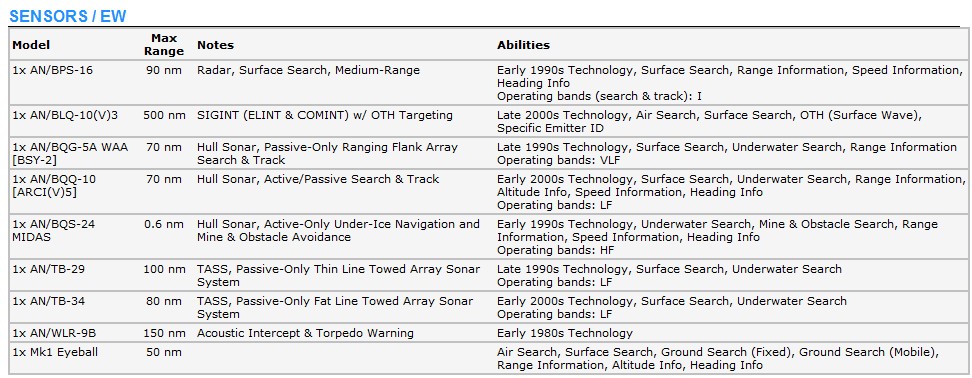 SENSORS / EW
Model Max Range Notes Abilities
1x AN/BPS-16 90 nm Radar, Surface Search, Medium-Range Early 1990s Technology, Surface Search, Range Information, Speed Information,
Heading Info
Operating bands (search & track): I
1x AN/BLQ-10(V)3 500 nm SIGINT (ELINT & COMINT) w/ OTH Targeting Late 2000s Technology, Air Search, Surface Search, OTH (Surface Wave),
Specific Emitter ID
1x AN/BQG-5A WAA 70 nm Hull Sonar, Passive-Only Ranging Flank Array Late 1990s Technology, Surface Search, Underwater Search, Range Information
[BSY-2] Search & Track Operating bands: VLF
1x AN/BQQ-10 70 nm Hull Sonar, Active/Passive Search & Track Early 2000s Technology, Surface Search, Underwater Search, Range Information,
[ARCI(V)5] Altitude Info, Speed Information, Heading Info
Operating bands: LF
1x AN/BQS-24 0.6 nm Hull Sonar, Active-Only Under-Ice Navigation and Early 1990s Technology, Underwater Search, Mine & Obstacle Search, Range
MIDAS Mine & Obstacle Avoidance Information, Speed Information, Heading Info
Operating bands: HF
1x AN/TB-29 100 nm TASS, Passive-Only Thin Line Towed Array Sonar Late 1990s Technology, Surface Search, Underwater Search
System Operating bands: LF
1x AN/TB-34 80 nm TASS, Passive-Only Fat Line Towed Array Sonar Early 2000s Technology, Surface Search, Underwater Search
System Operating bands: LF
1x AN/WLR-9B 150 nm Acoustic Intercept & Torpedo Warning Early 1980s Technology
1x Mk1 Eyeball 50 nm Air Search, Surface Search, Ground Search (Fixed), Ground Search (Mobile),
Range Information, Altitude Info, Heading Info